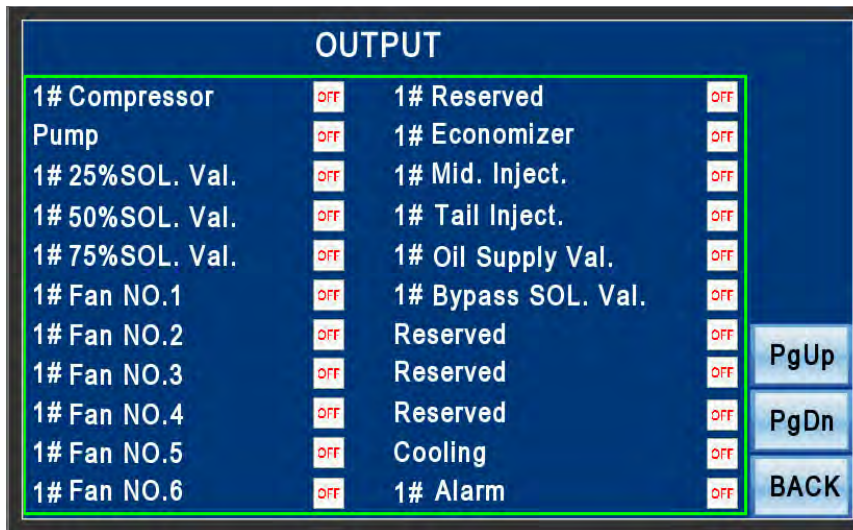 OUTPUT
1# Compressor OFF 1# Reserved OFF
Pump OFF 1# Economizer OFF
1# 25%SOL. Val. OFF 1# Mid. Inject. OFF
1# 50%SOL. Val. OFF 1# Tail Inject. OFF
1# 75%SOL. Val. OFF 1# Oil Supply Val. OFF
1# Fan NO.1 OFF 1# Bypass SOL. Val. OFF
1# Fan NO.2 OFF Reserved OFF
1# Fan NO.3 OFF Reserved OFF
1# Fan NO.4 OFF Reserved OFF
1# Fan NO.5 OFF Cooling OFF
1# Fan NO.6 OFF 1# Alarm OFF
PgUp
PgDn
BACK